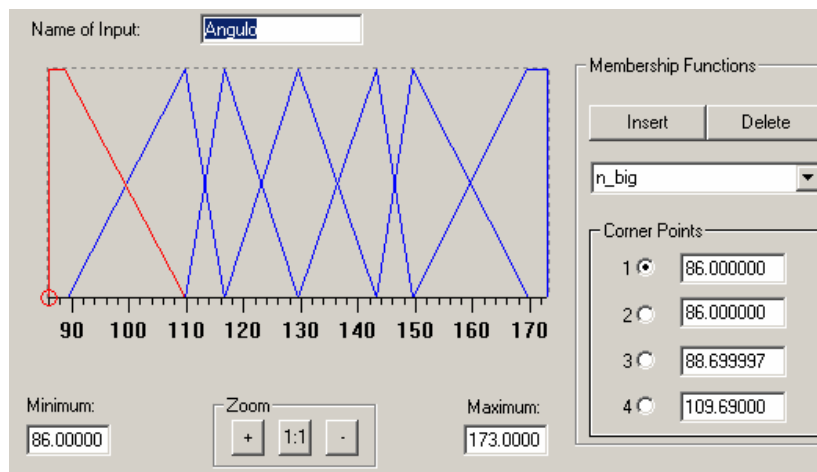 Name of Input: Angulo
90 100 110 120 130 140 150 160 170
Minimum:
86.00000
Zoom
+ 1:1 -
Maximum:
173.0000
Membership Functions
Insert Delete
n_big
Corner Points
1 86.000000
2 86.000000
3 88.699997
4 109.69000